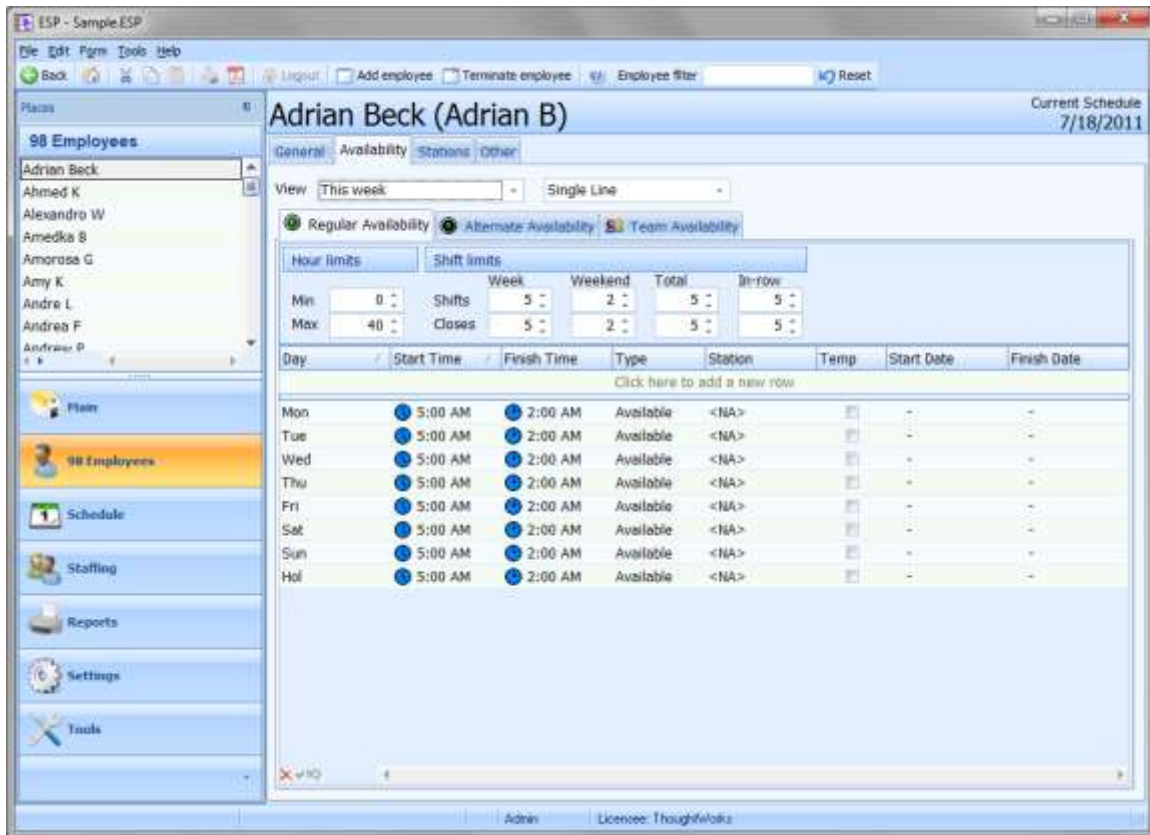 ESP - Sample.ESP
File Edit Form Tools Help
Back Logout Add employee Terminate employee Employee filter Reset
Places
98 Employees
Adrian Beck
Ahmed K
Alexandro W
Amedka B
Amorosa G
Amy K
Andre L
Andrea F
Andrew P
Main
98 Employees
Schedule
Staffing
Reports
Settings
Tools
Adrian Beck (Adrian B)
Current Schedule
7/18/2011
General Availability Stations Other
View This week Single Line
Regular Availability Alternate Availability Team Availability
Hour limits Shift limits
Week Weekend Total In-row
Min 0 Shifts 5 2 5 5
Max 40 Closes 5 2 5 5
Day Start Time Finish Time Type Station Temp Start Date Finish Date
Click here to add a new row
Mon 5:00 AM 2:00 AM Available <NA> - -
Tue 5:00 AM 2:00 AM Available <NA> - -
Wed 5:00 AM 2:00 AM Available <NA> - -
Thu 5:00 AM 2:00 AM Available <NA> - -
Fri 5:00 AM 2:00 AM Available <NA> - -
Sat 5:00 AM 2:00 AM Available <NA> - -
Sun 5:00 AM 2:00 AM Available <NA> - -
Hol 5:00 AM 2:00 AM Available <NA> - -
Admin Licencee: ThoughtWorks